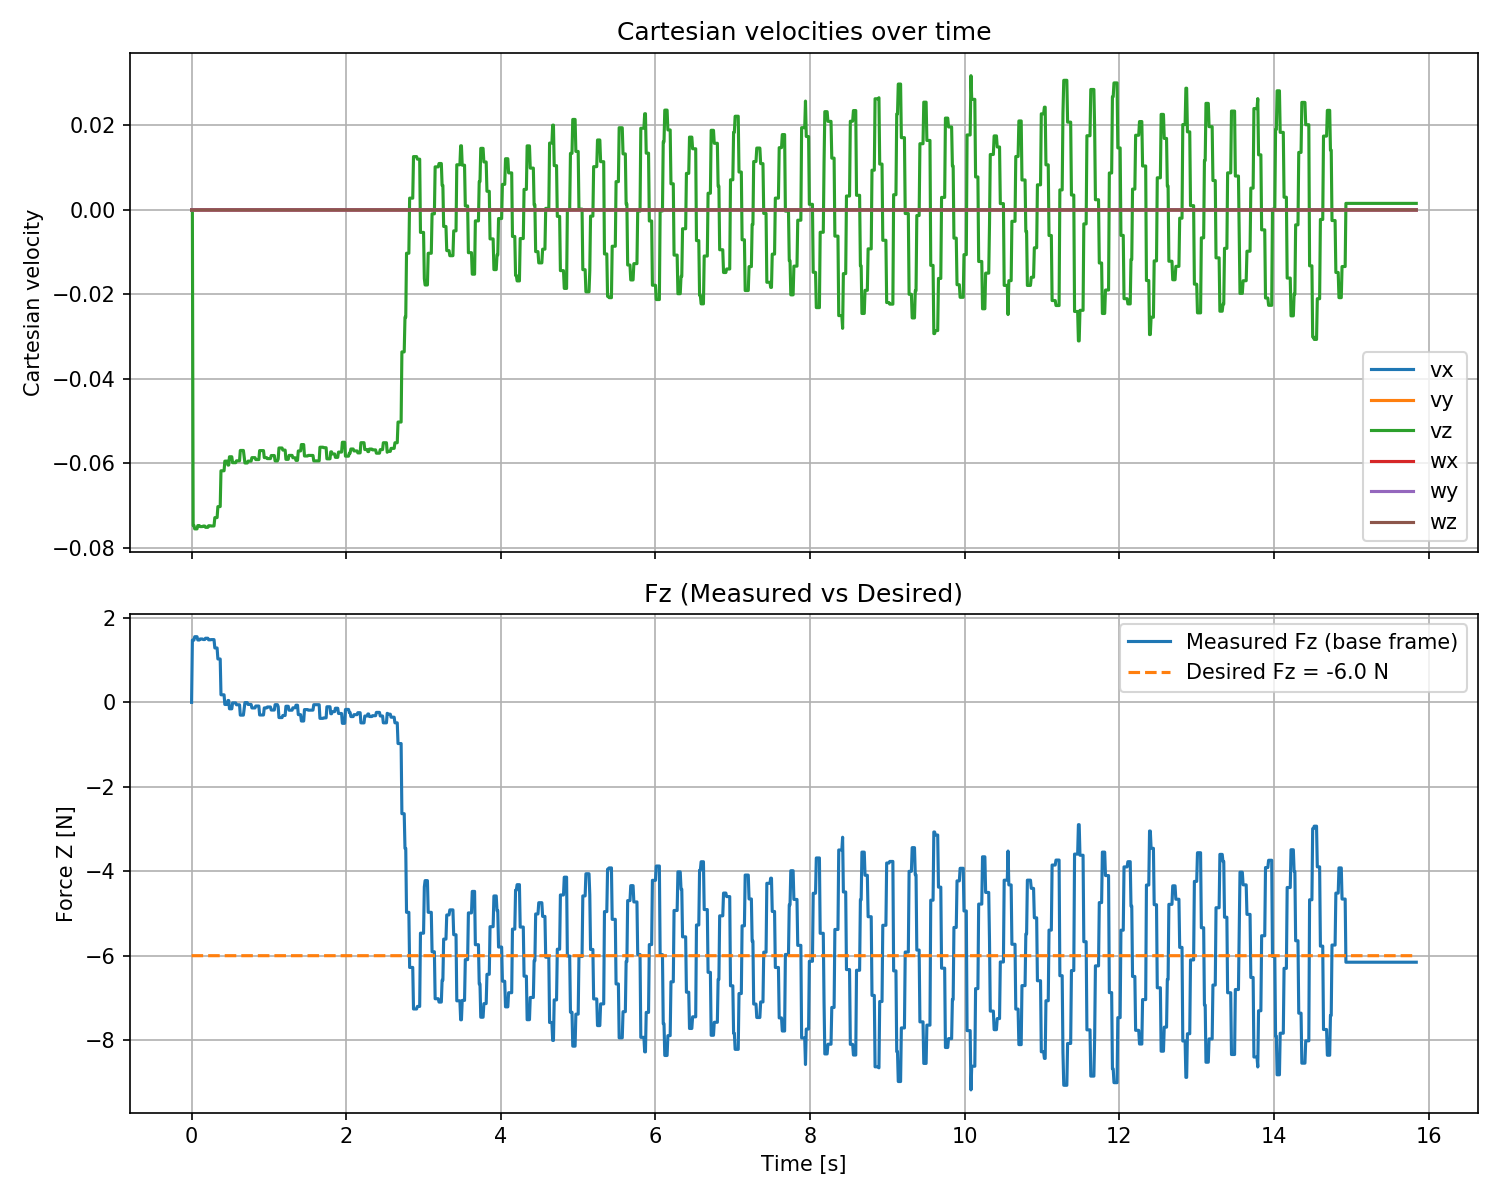 Cartesian velocities over time
Cartesian velocity
0.02
0.00
−0.02
−0.04
−0.06
−0.08
vx
vy
vz
wx
wy
wz
Fz (Measured vs Desired)
Force Z [N]
2
0
−2
−4
−6
−8
Measured Fz (base frame)
Desired Fz = -6.0 N
0 2 4 6 8 10 12 14 16
Time [s]